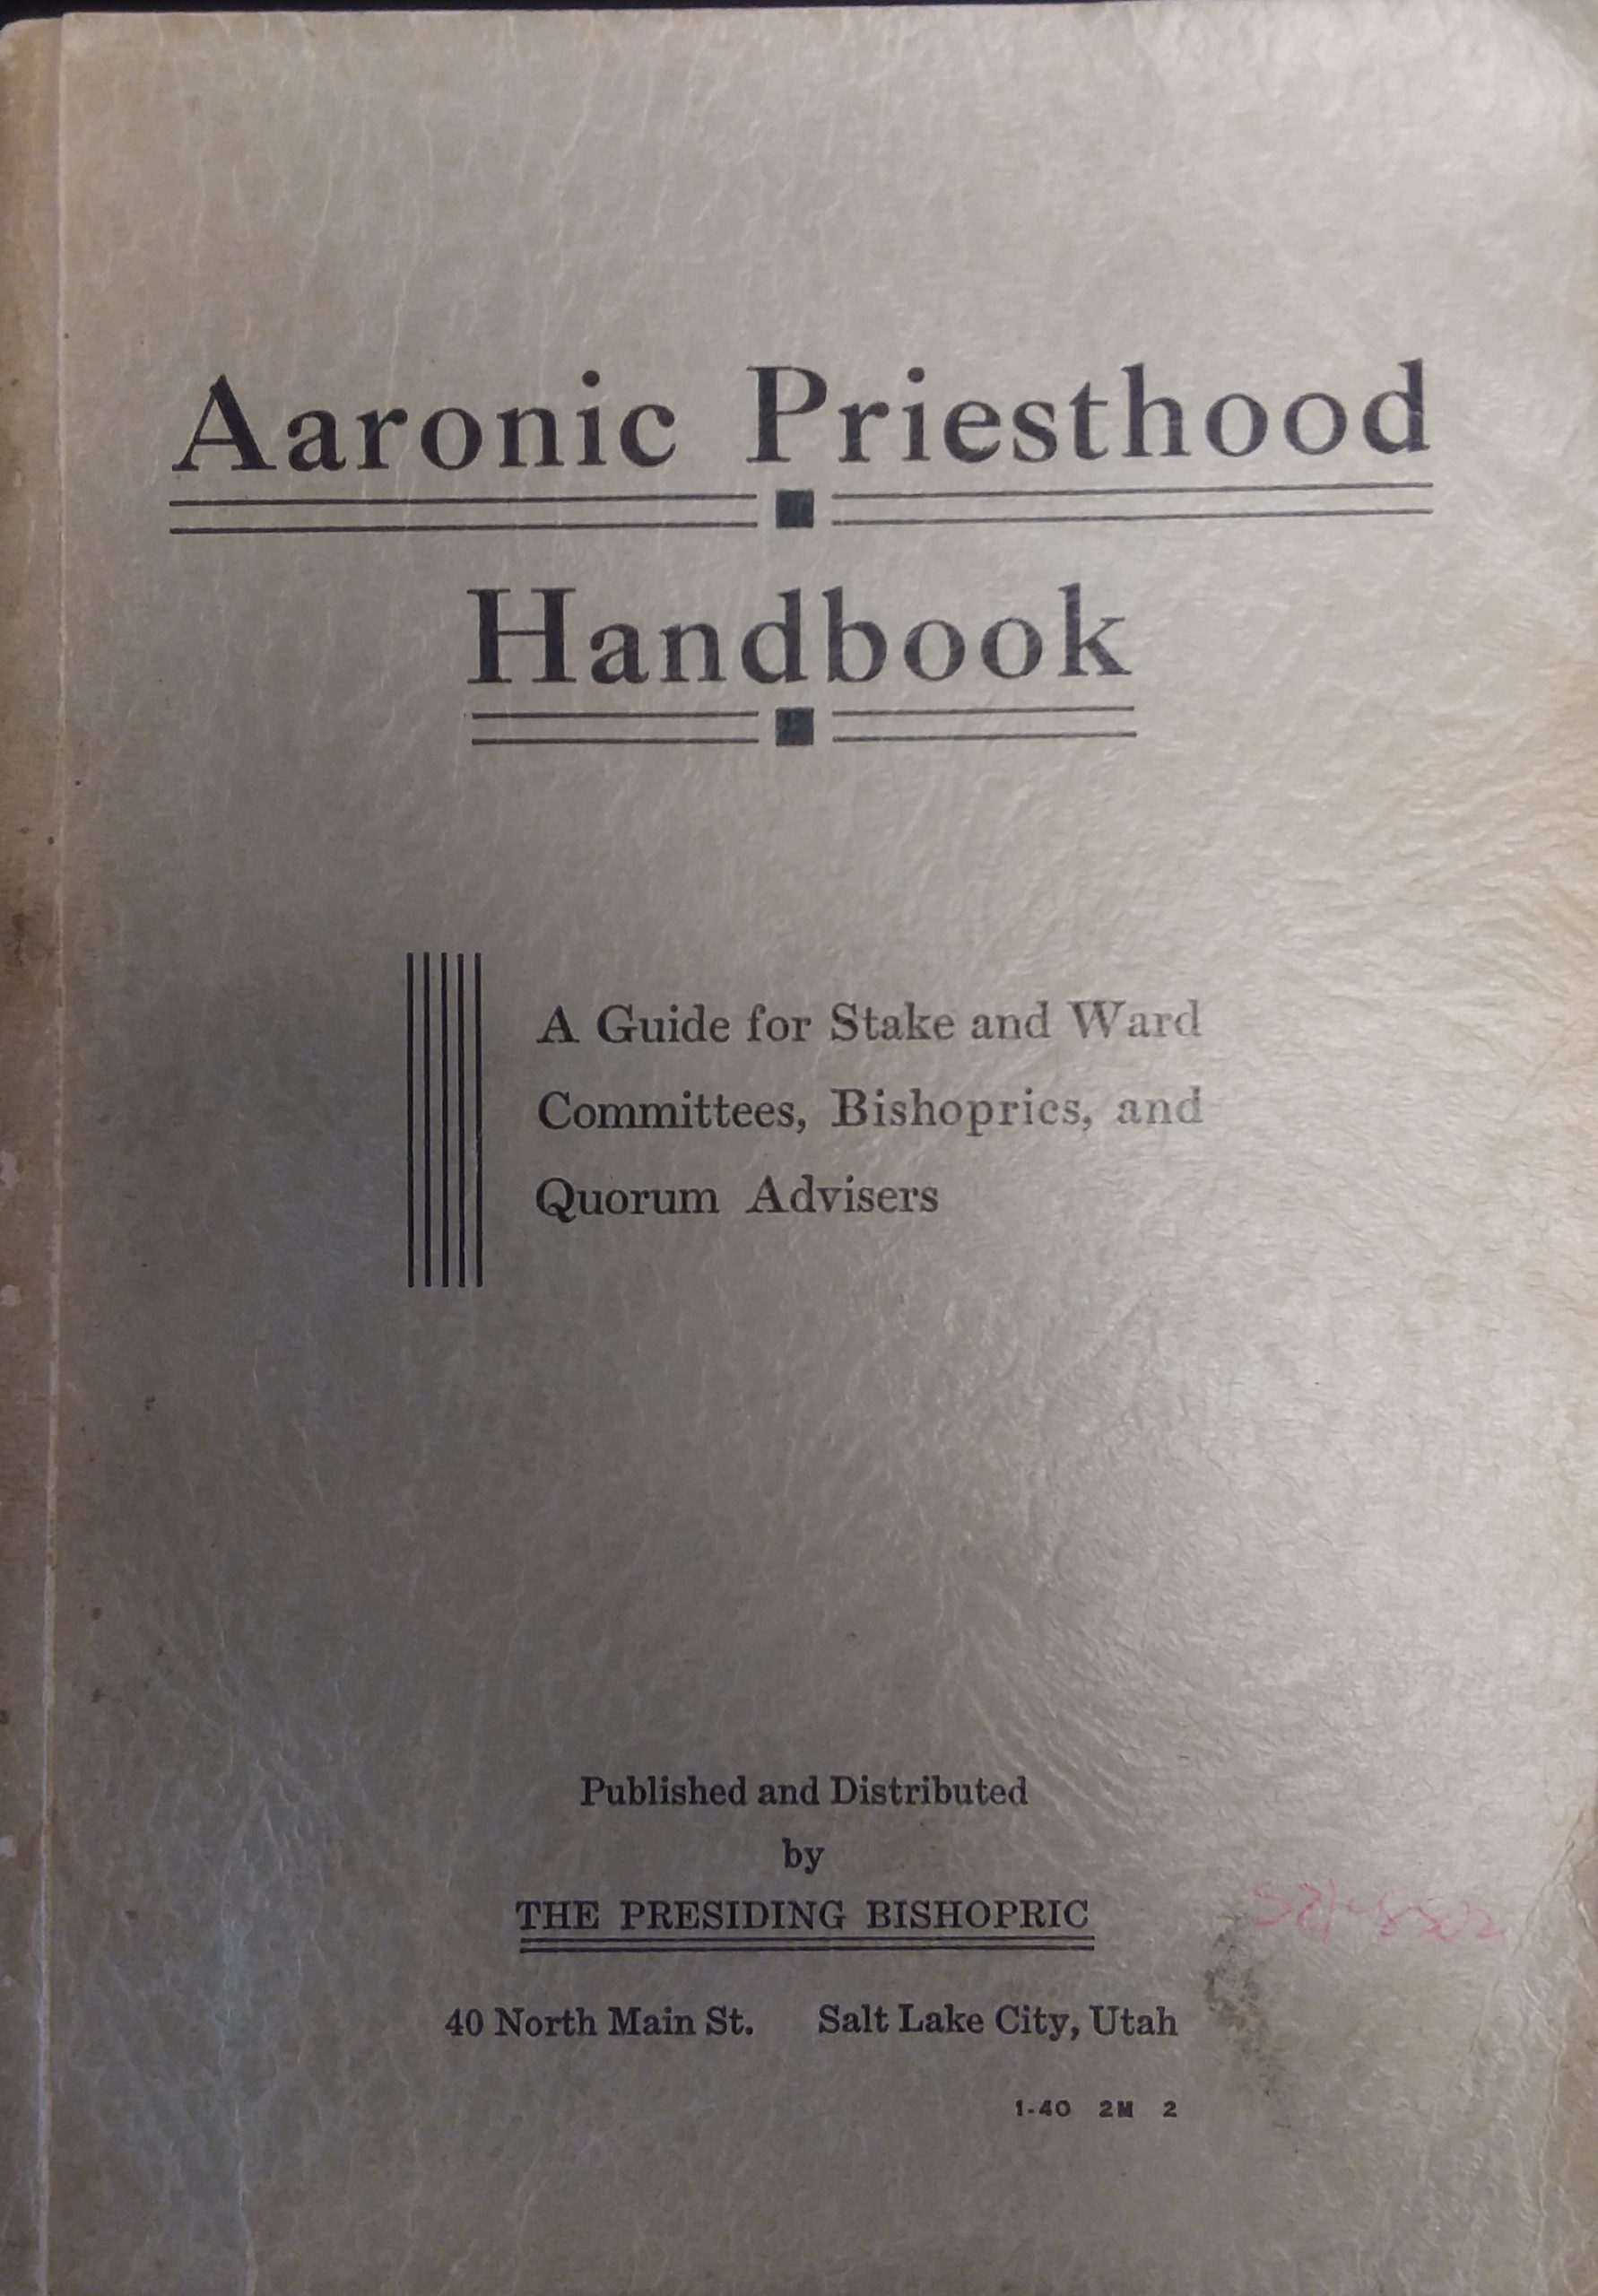 Aaronic Priesthood
Handbook
A Guide for Stake and Ward
Committees, Bishoprics, and
Quorum Advisers
Published and Distributed
by
THE PRESIDING BISHOPRIC
40 North Main St. Salt Lake City, Utah
1-40 2M 2